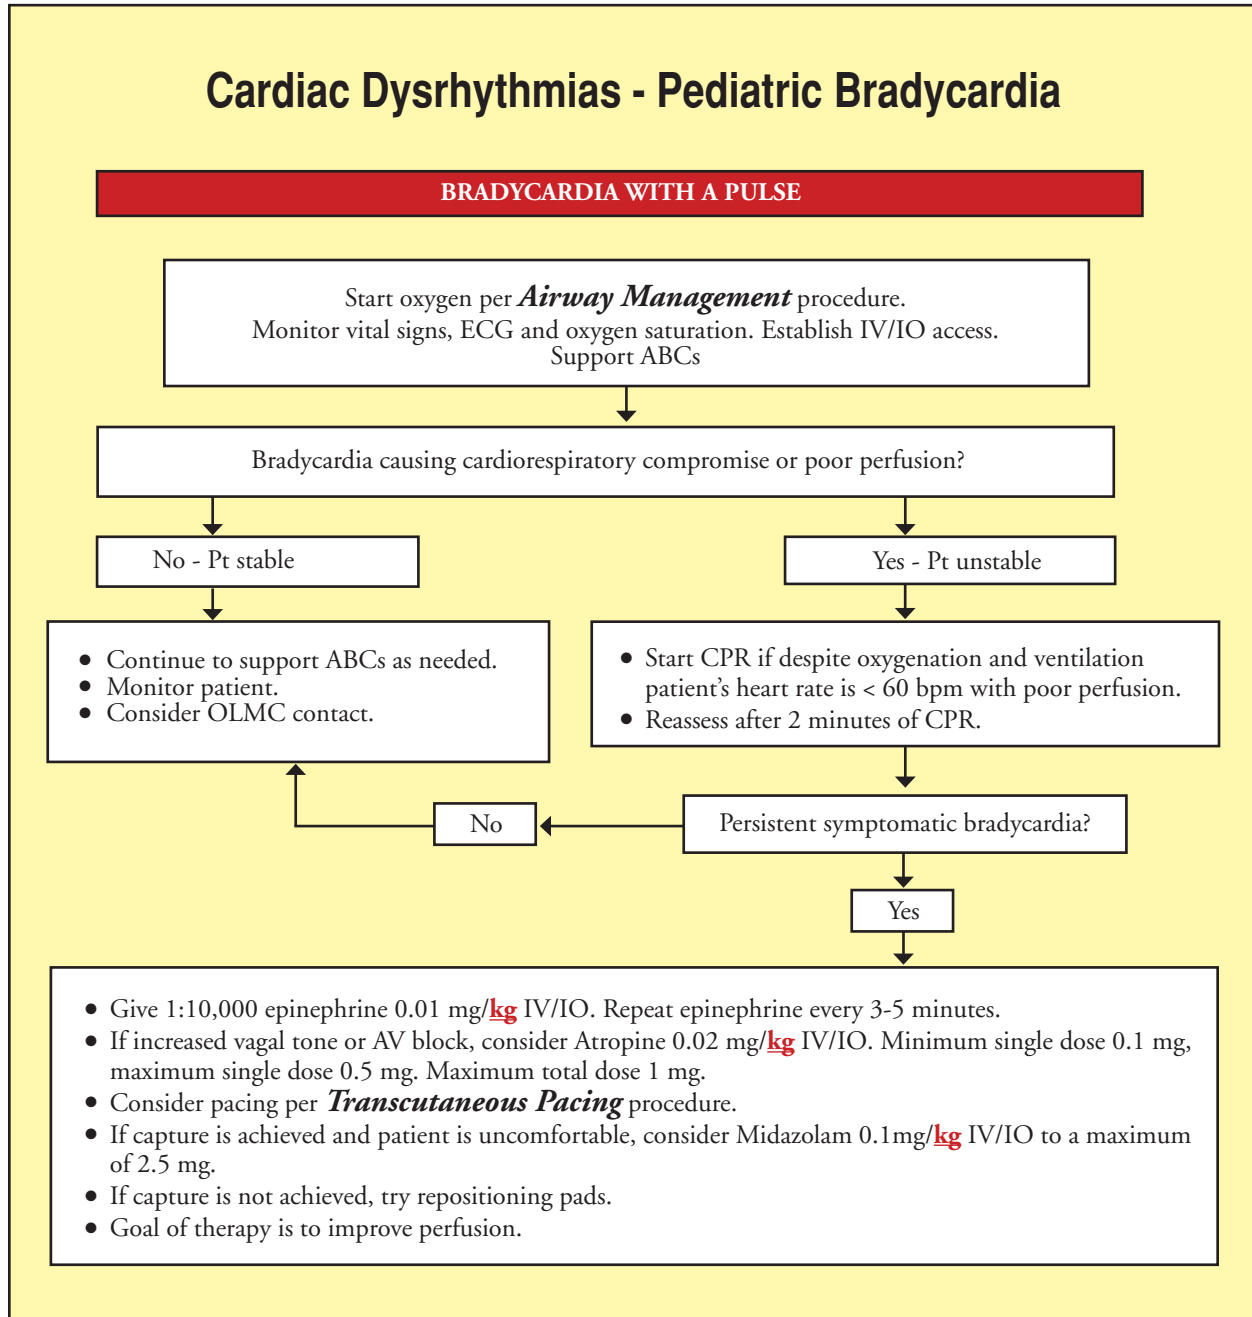 Cardiac Dysrhythmias - Pediatric Bradycardia
BRADYCARDIA WITH A PULSE
Start oxygen per Airway Management procedure.
Monitor vital signs, ECG and oxygen saturation. Establish IV/IO access.
Support ABCs
Bradycardia causing cardiorespiratory compromise or poor perfusion?
No - Pt stable
Yes - Pt unstable
• Continue to support ABCs as needed.
• Monitor patient.
• Consider OLMC contact.
• Start CPR if despite oxygenation and ventilation
patient’s heart rate is < 60 bpm with poor perfusion.
• Reassess after 2 minutes of CPR.
No
Persistent symptomatic bradycardia?
Yes
• Give 1:10,000 epinephrine 0.01 mg/kg IV/IO. Repeat epinephrine every 3-5 minutes.
• If increased vagal tone or AV block, consider Atropine 0.02 mg/kg IV/IO. Minimum single dose 0.1 mg,
maximum single dose 0.5 mg. Maximum total dose 1 mg.
• Consider pacing per Transcutaneous Pacing procedure.
• If capture is achieved and patient is uncomfortable, consider Midazolam 0.1mg/kg IV/IO to a maximum
of 2.5 mg.
• If capture is not achieved, try repositioning pads.
• Goal of therapy is to improve perfusion.